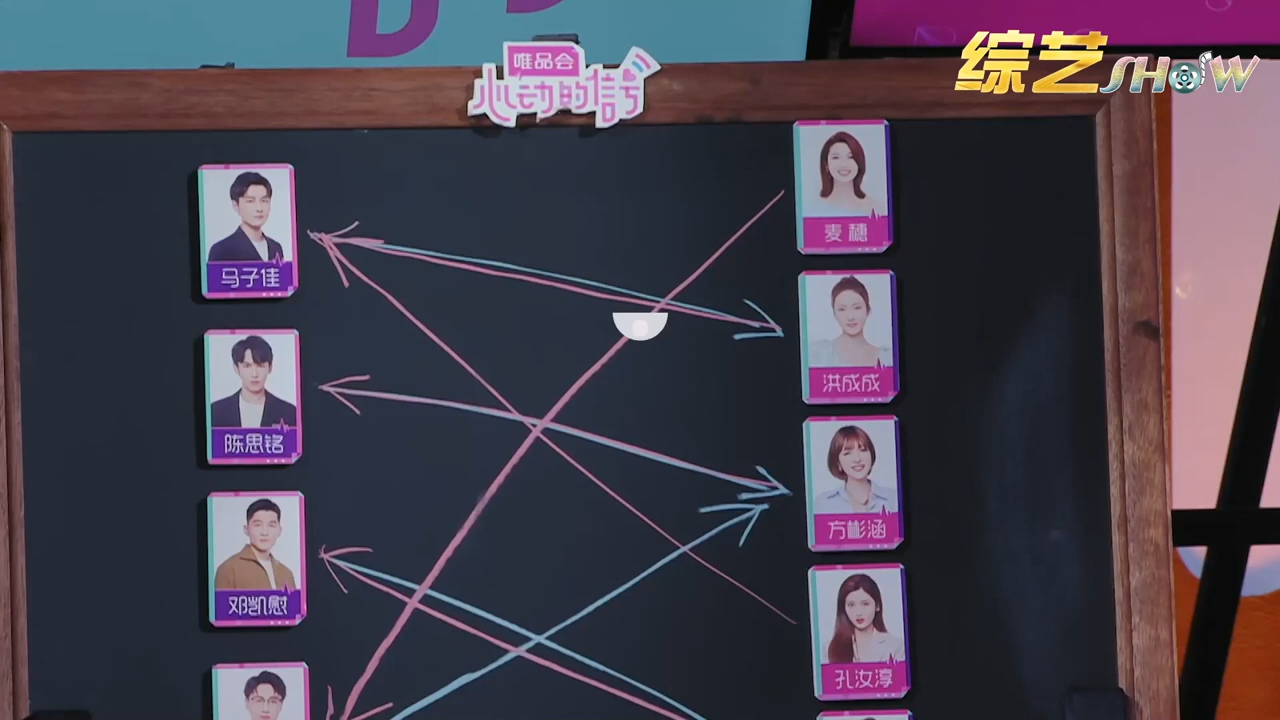 综艺SHOW
唯品会
心动的信号
马子佳
陈思铭
邓凯慰
麦穗
洪成成
方彬涵
孔汝淳